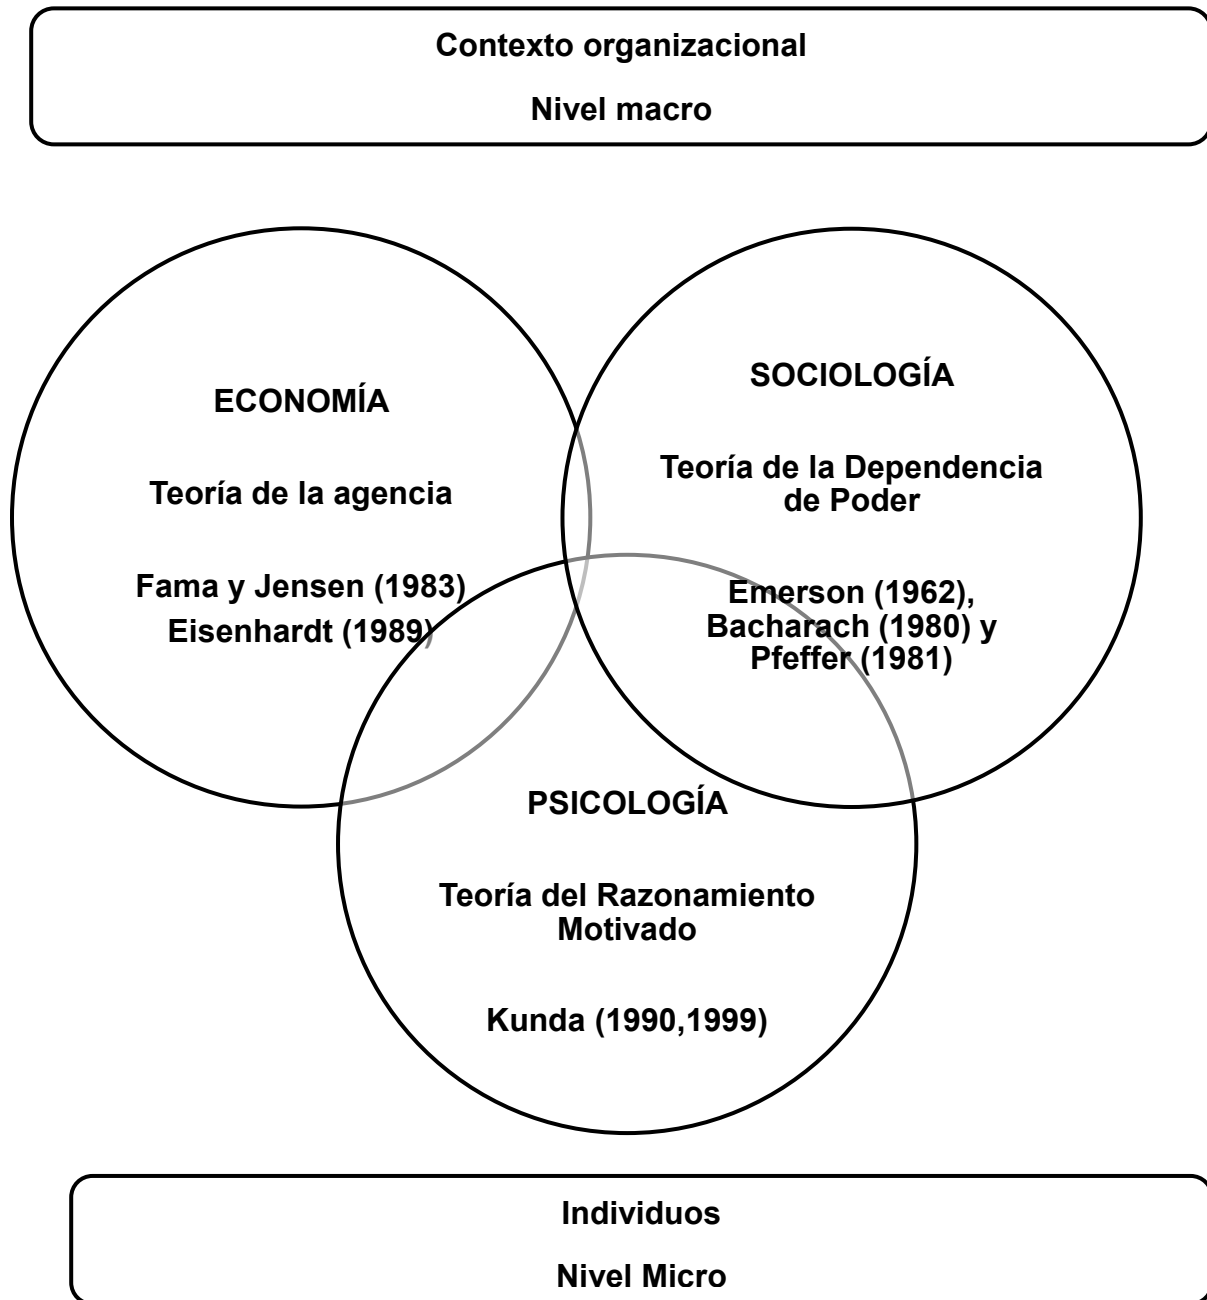 Contexto organizacional
Nivel macro
ECONOMÍA
Teoría de la agencia
Fama y Jensen (1983)
Eisenhardt (1989)
SOCIOLOGÍA
Teoría de la Dependencia
de Poder
Emerson (1962),
Bacharach (1980) y
Pfeffer (1981)
PSICOLOGÍA
Teoría del Razonamiento
Motivado
Kunda (1990,1999)
Individuos
Nivel Micro